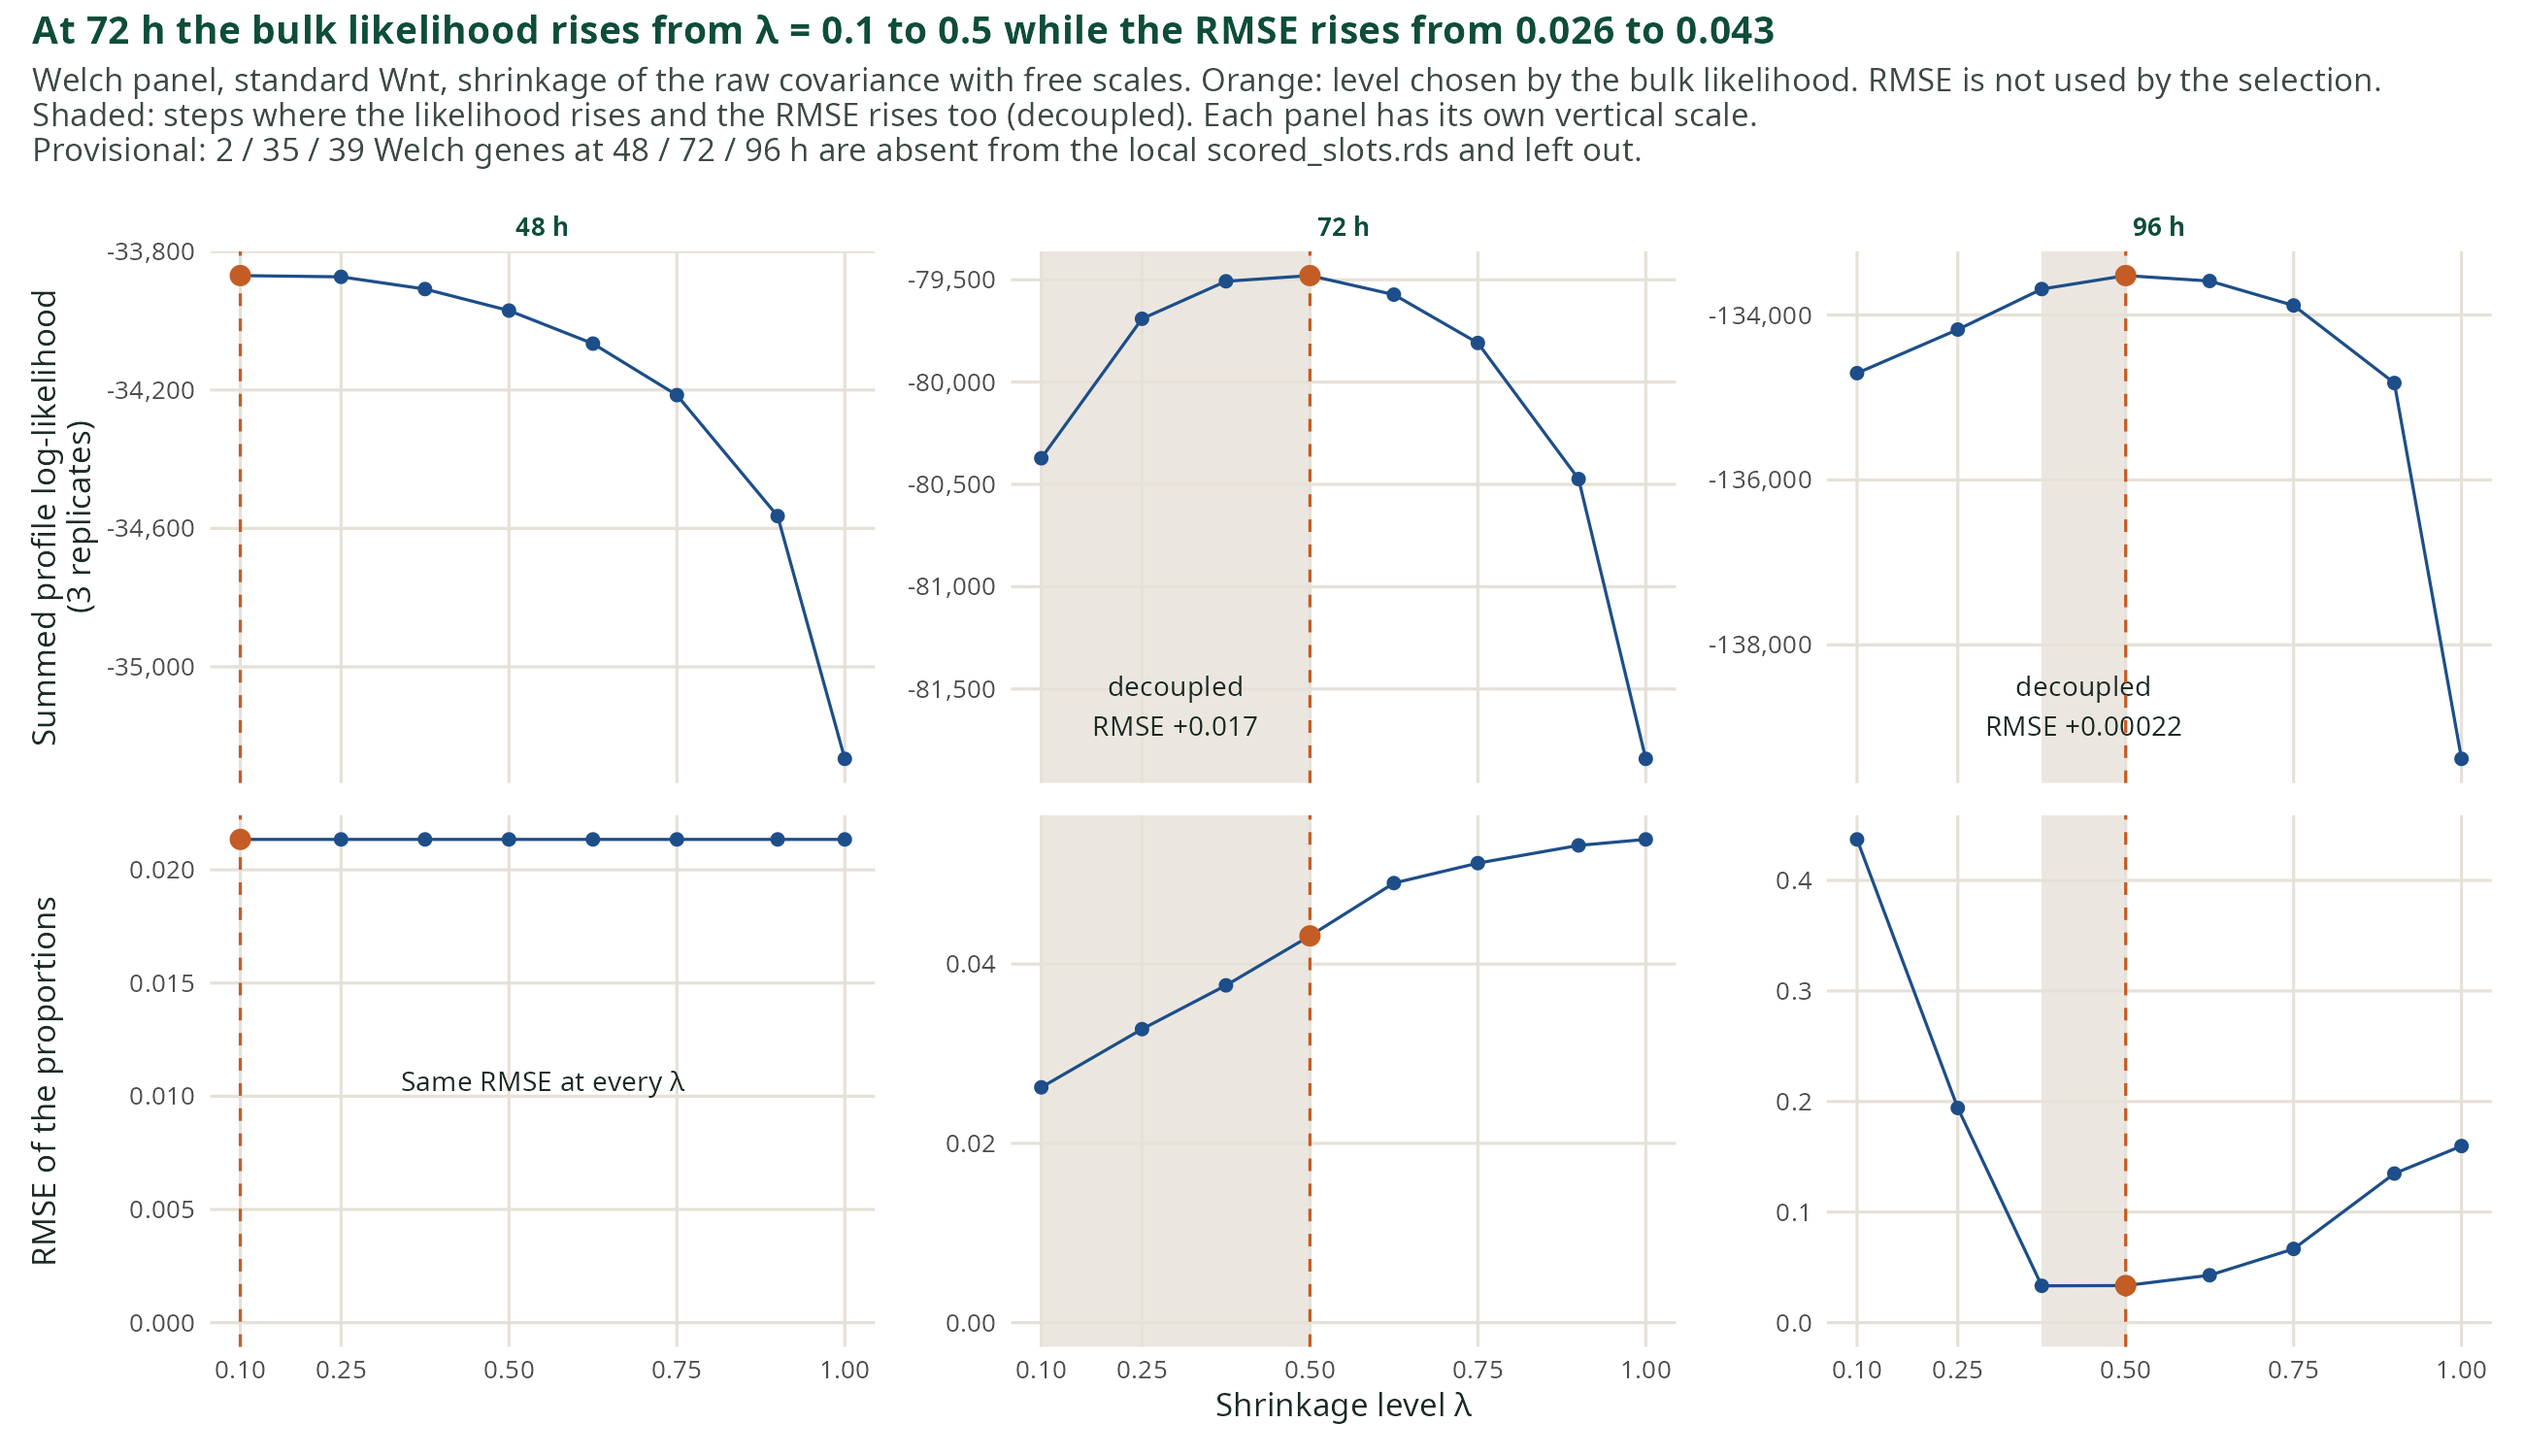 At 72 h the bulk likelihood rises from λ = 0.1 to 0.5 while the RMSE rises from 0.026 to 0.043
Welch panel, standard Wnt, shrinkage of the raw covariance with free scales. Orange: level chosen by the bulk likelihood. RMSE is not used by the selection.
Shaded: steps where the likelihood rises and the RMSE rises too (decoupled). Each panel has its own vertical scale.
Provisional: 2 / 35 / 39 Welch genes at 48 / 72 / 96 h are absent from the local scored_slots.rds and left out.
48 h
72 h
96 h
Summed profile log-likelihood
(3 replicates)
-33,800
-34,200
-34,600
-35,000
-79,500
-80,000
-80,500
-81,000
-81,500
decoupled
RMSE +0.017
-134,000
-136,000
-138,000
decoupled
RMSE +0.00022
RMSE of the proportions
0.020
0.015
0.010
0.005
0.000
Same RMSE at every λ
0.04
0.02
0.00
0.4
0.3
0.2
0.1
0.0
0.10 0.25 0.50 0.75 1.00
0.10 0.25 0.50 0.75 1.00
0.10 0.25 0.50 0.75 1.00
Shrinkage level λ